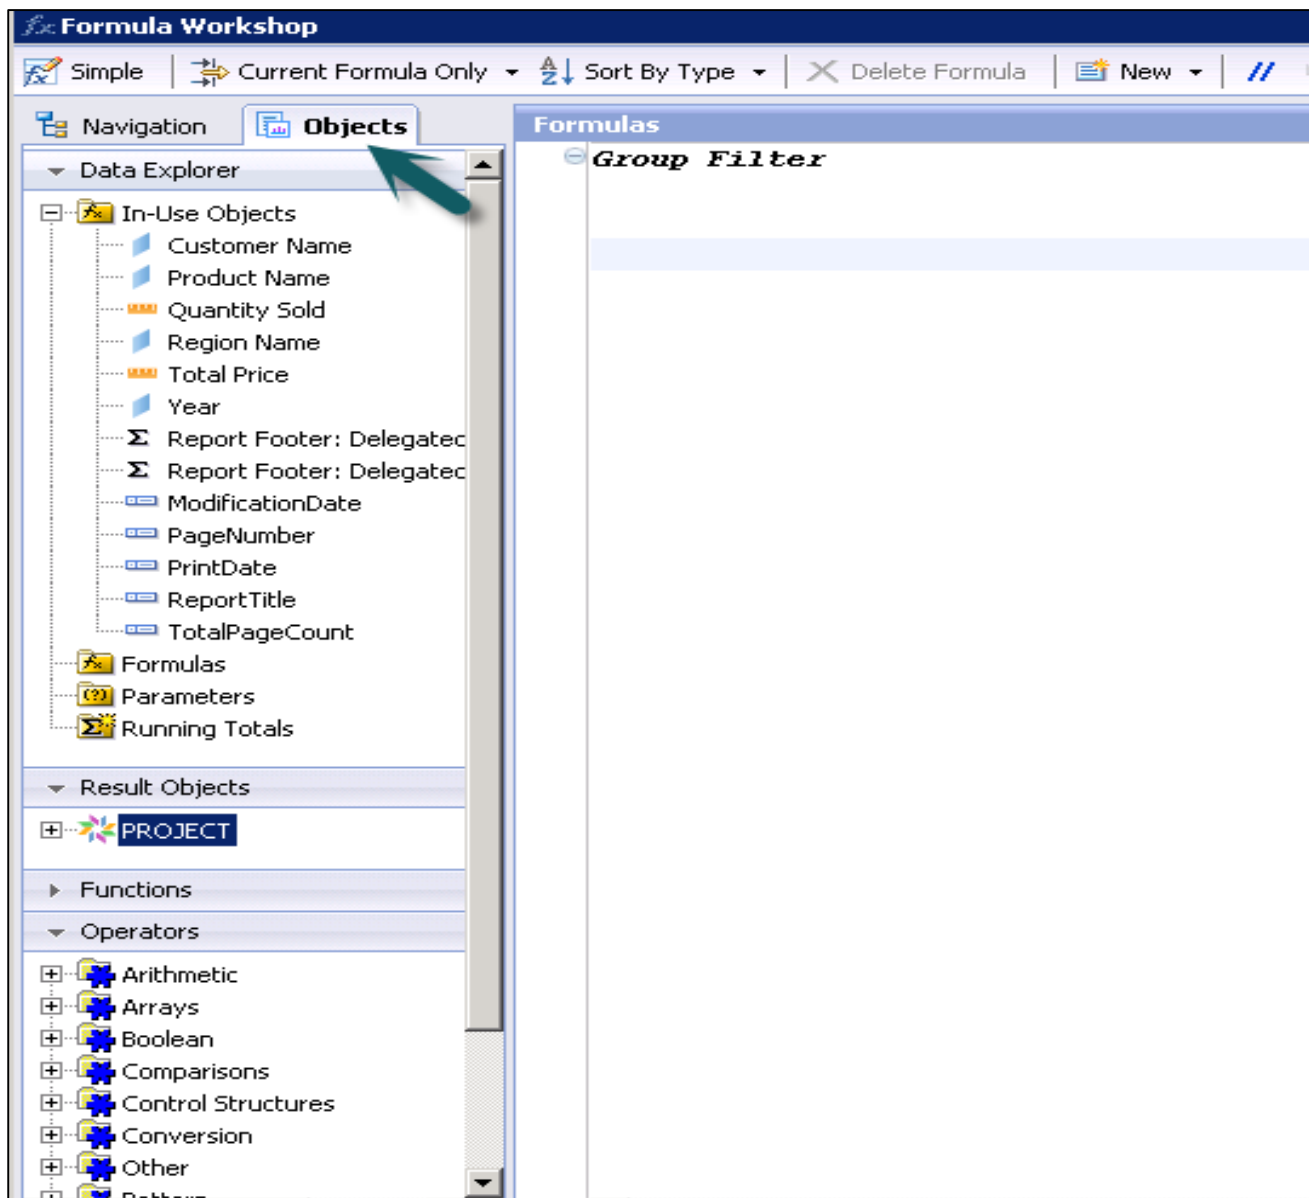 Formula Workshop
Simple Current Formula Only Sort By Type Delete Formula New //
Navigation Objects Formulas
Data Explorer Group Filter
In-Use Objects
Customer Name
Product Name
Quantity Sold
Region Name
Total Price
Year
Report Footer: Delegated
Report Footer: Delegated
ModificationDate
PageNumber
PrintDate
ReportTitle
TotalPageCount
Formulas
Parameters
Running Totals
Result Objects
PROJECT
Functions
Operators
Arithmetic
Arrays
Boolean
Comparisons
Control Structures
Conversion
Other